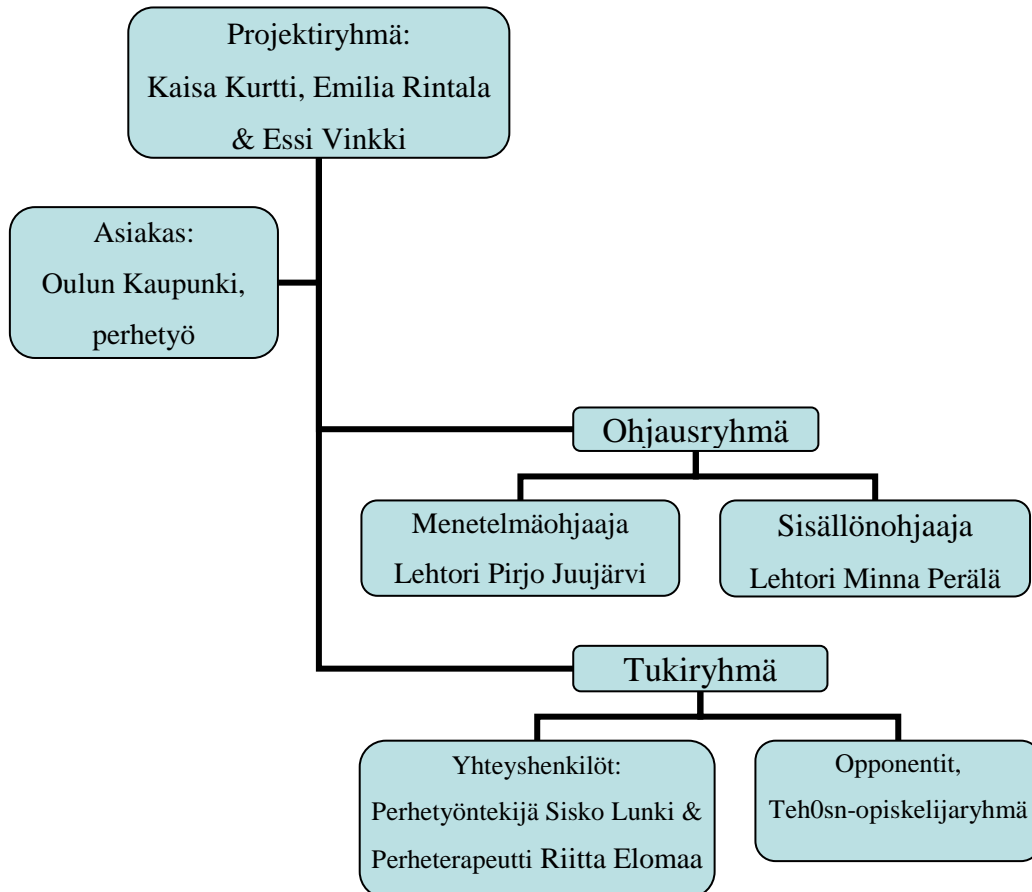 Projektiryhmä:
Kaisa Kurtti, Emilia Rintala
& Essi Vinkki
Asiakas:
Oulun Kaupunki,
perhetyö
Ohjausryhmä
Menetelmäohjaaja
Lehtori Pirjo Juujärvi
Sisällönohjaaja
Lehtori Minna Perälä
Tukiryhmä
Yhteyshenkilöt:
Perhetyöntekijä Sisko Lunki &
Perheterapeutti Riitta Elomaa
Opponentit,
Teh0sn-opiskelijaryhmä